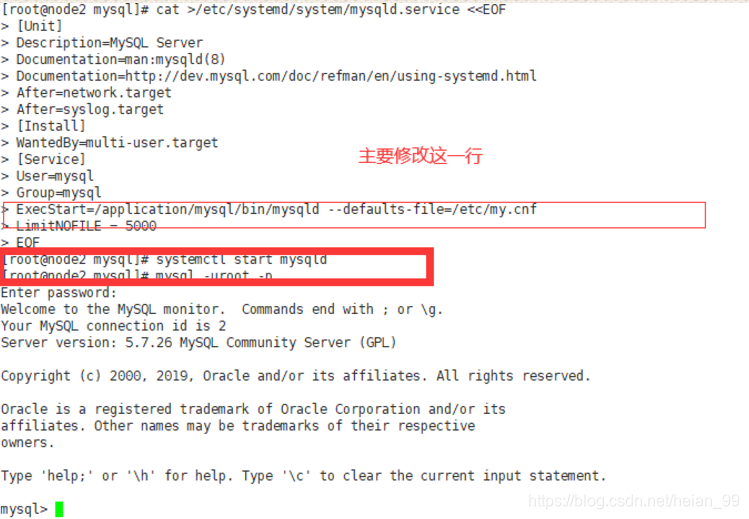 [root@node2 mysql]# cat >/etc/systemd/system/mysqld.service <<EOF
> [Unit]
> Description=MySQL Server
> Documentation=man:mysqld(8)
> Documentation=http://dev.mysql.com/doc/refman/en/using-systemd.html
> After=network.target
> After=syslog.target
> [Install]
> WantedBy=multi-user.target
> [Service]
主要修改这一行
> User=mysql
> Group=mysql
> ExecStart=/application/mysql/bin/mysqld --defaults-file=/etc/my.cnf
> LimitNOFILE = 5000
> EOF
[root@node2 mysql]# systemctl start mysqld
[root@node2 mysql]# mysql -uroot -p
Enter password:
Welcome to the MySQL monitor.  Commands end with ; or \g.
Your MySQL connection id is 2
Server version: 5.7.26 MySQL Community Server (GPL)
Copyright (c) 2000, 2019, Oracle and/or its affiliates. All rights reserved.
Oracle is a registered trademark of Oracle Corporation and/or its
affiliates. Other names may be trademarks of their respective
owners.
Type 'help;' or '\h' for help. Type '\c' to clear the current input statement.
mysql>
https://blog.csdn.net/heian_99